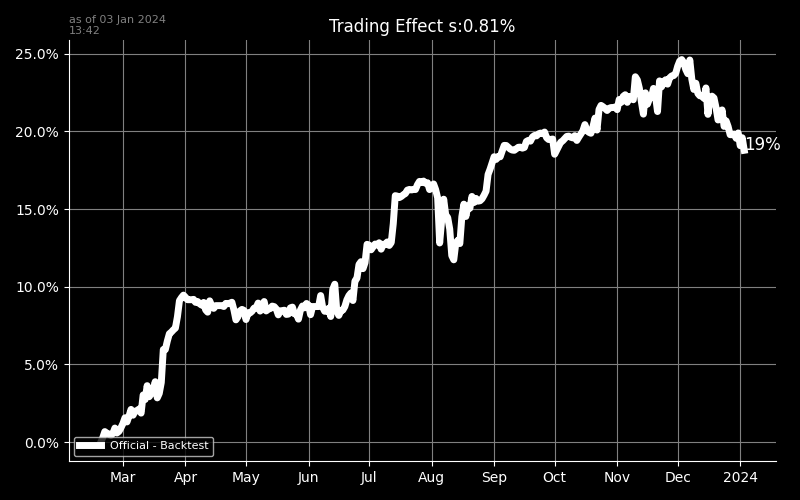 as of 03 Jan 2024
13:42
Trading Effect s:0.81%
25.0%
20.0%
15.0%
10.0%
5.0%
0.0%
19%
Official - Backtest
Mar Apr May Jun Jul Aug Sep Oct Nov Dec 2024